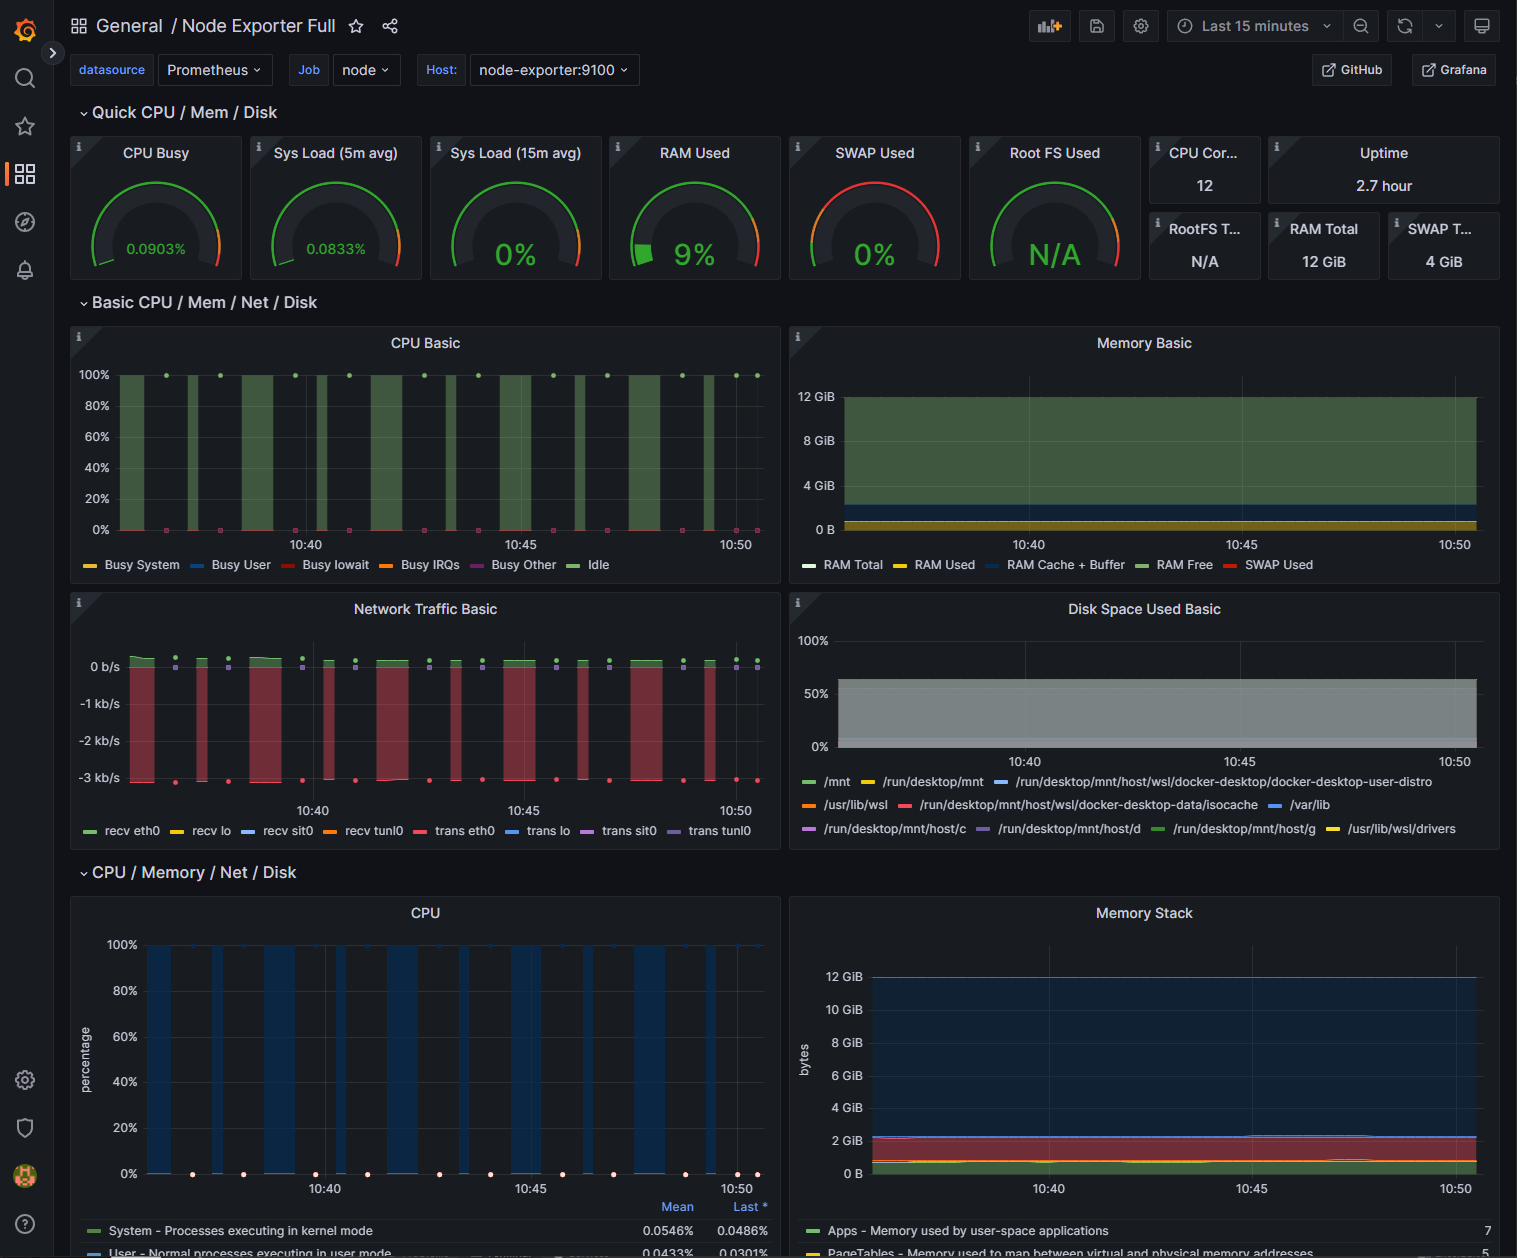 General / Node Exporter Full
Last 15 minutes
datasource Prometheus Job node Host: node-exporter:9100 GitHub Grafana
Quick CPU / Mem / Disk
CPU Busy
0.0903%
Sys Load (5m avg)
0.0833%
Sys Load (15m avg)
0%
RAM Used
9%
SWAP Used
0%
Root FS Used
N/A
CPU Cor...
12
Uptime
2.7 hour
RootFS T...
N/A
RAM Total
12 GiB
SWAP T...
4 GiB
Basic CPU / Mem / Net / Disk
CPU Basic
100%
80%
60%
40%
20%
0%
10:40 10:45 10:50
Busy System Busy User Busy Iowait Busy IRQs Busy Other Idle
Memory Basic
12 GiB
8 GiB
4 GiB
0 B
10:40 10:45 10:50
RAM Total RAM Used RAM Cache + Buffer RAM Free SWAP Used
Network Traffic Basic
0 b/s
-1 kb/s
-2 kb/s
-3 kb/s
10:40 10:45 10:50
recv eth0 recv lo recv sit0 recv tunl0 trans eth0 trans lo trans sit0 trans tunl0
Disk Space Used Basic
100%
50%
0%
10:40 10:45 10:50
/mnt /run/desktop/mnt /run/desktop/mnt/host/wsl/docker-desktop/docker-desktop-user-distro
/usr/lib/wsl /run/desktop/mnt/host/wsl/docker-desktop-data/isocache /var/lib
/run/desktop/mnt/host/c /run/desktop/mnt/host/d /run/desktop/mnt/host/g /usr/lib/wsl/drivers
CPU / Memory / Net / Disk
CPU
percentage
100%
80%
60%
40%
20%
0%
10:40 10:45 10:50
Mean Last *
System - Processes executing in kernel mode 0.0546% 0.0486%
User - Normal processes executing in user mode 0.0433% 0.0301%
Memory Stack
bytes
12 GiB
10 GiB
8 GiB
6 GiB
4 GiB
2 GiB
0 B
10:40 10:45 10:50
Apps - Memory used by user-space applications 7
PageTables - Memory used to map between virtual and physical memory addresses 5